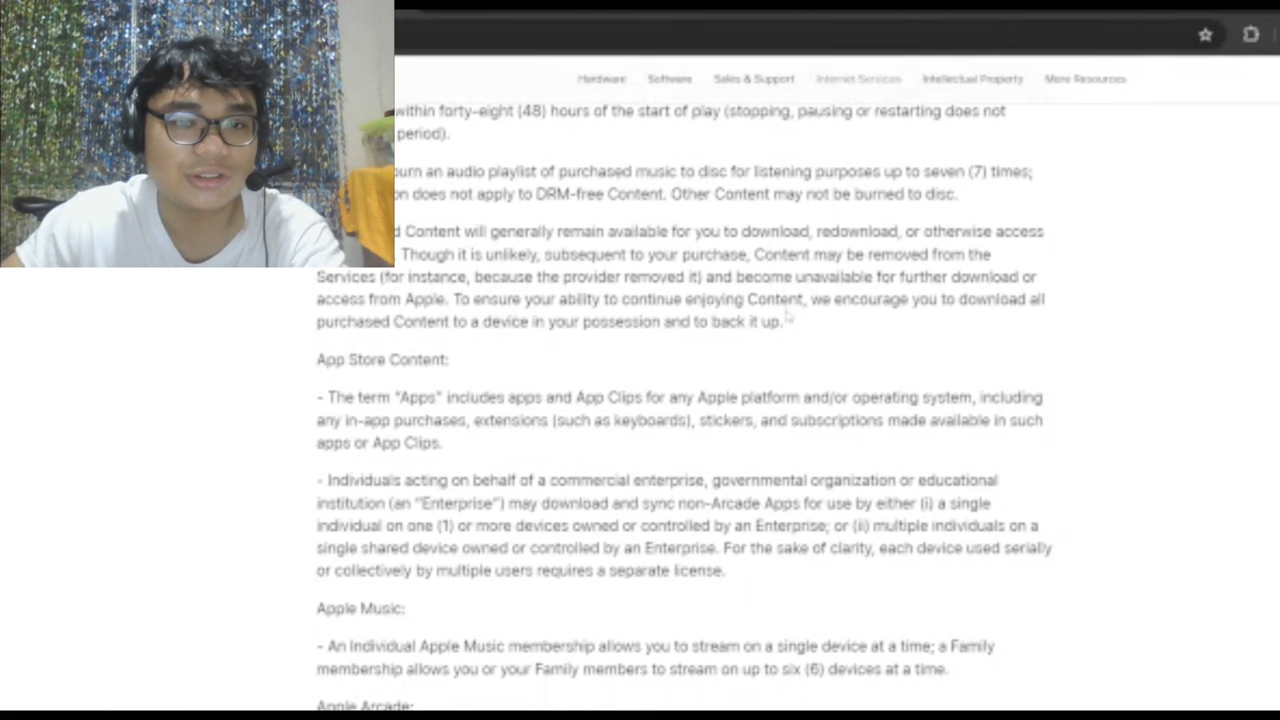 Hardware Software Sales & Support Internet Services Intellectual Property More Resources
within forty-eight (48) hours of the start of play (stopping, pausing or restarting does not
period).
burn an audio playlist of purchased music to disc for listening purposes up to seven (7) times;
on does not apply to DRM-free Content. Other Content may not be burned to disc.
d Content will generally remain available for you to download, redownload, or otherwise access
Though it is unlikely, subsequent to your purchase, Content may be removed from the
Services (for instance, because the provider removed it) and become unavailable for further download or
access from Apple. To ensure your ability to continue enjoying Content, we encourage you to download all
purchased Content to a device in your possession and to back it up.
App Store Content:
- The term “Apps” includes apps and App Clips for any Apple platform and/or operating system, including
any in-app purchases, extensions (such as keyboards), stickers, and subscriptions made available in such
apps or App Clips.
- Individuals acting on behalf of a commercial enterprise, governmental organization or educational
institution (an “Enterprise”) may download and sync non-Arcade Apps for use by either (i) a single
individual on one (1) or more devices owned or controlled by an Enterprise; or (ii) multiple individuals on a
single shared device owned or controlled by an Enterprise. For the sake of clarity, each device used serially
or collectively by multiple users requires a separate license.
Apple Music:
- An Individual Apple Music membership allows you to stream on a single device at a time; a Family
membership allows you or your Family members to stream on up to six (6) devices at a time.
Apple Arcade: